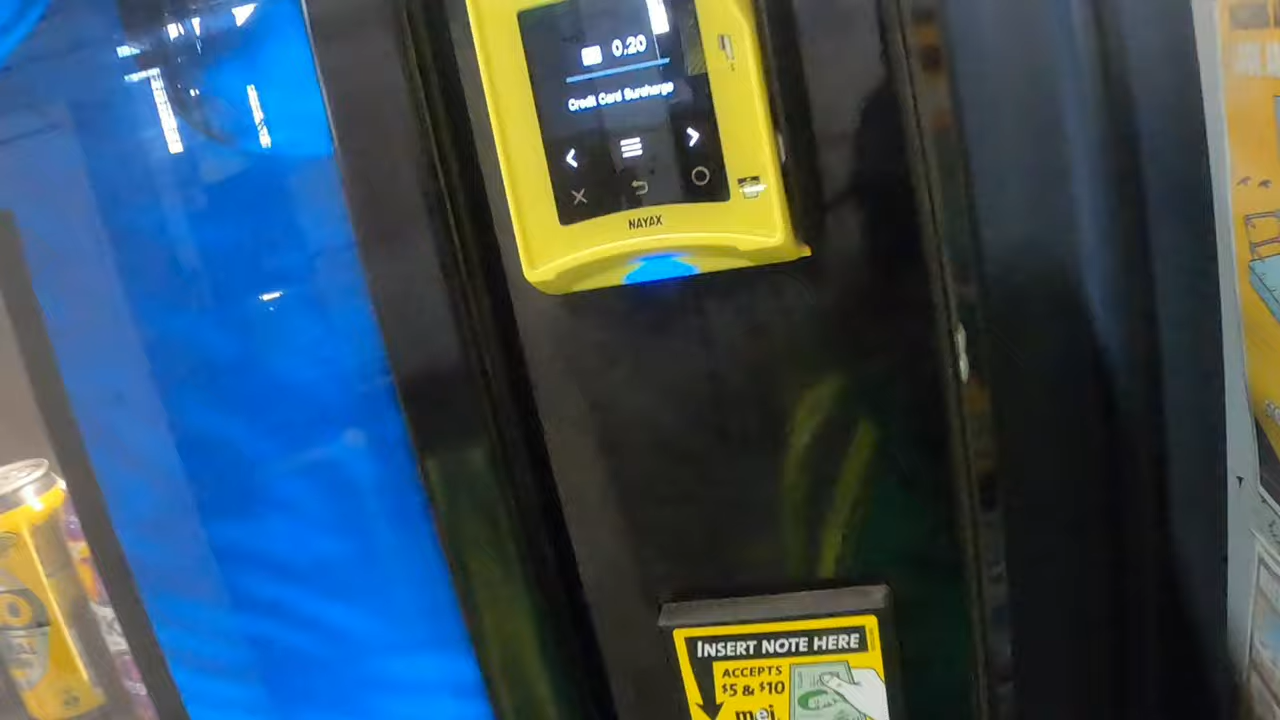 0.20
Credit Card Surcharge
NAYAX
INSERT NOTE HERE
ACCEPTS
$5 & $10
mei